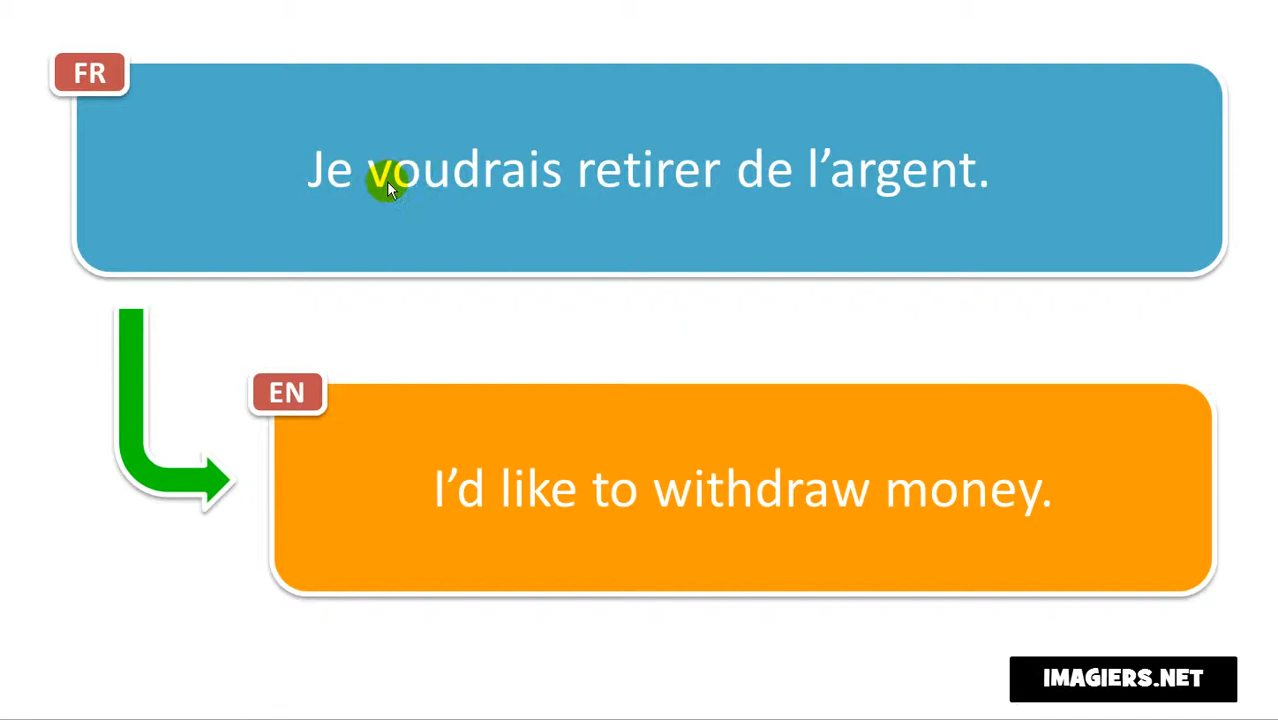 FR
Je voudrais retirer de l’argent.
EN
I’d like to withdraw money.
IMAGIERS.NET